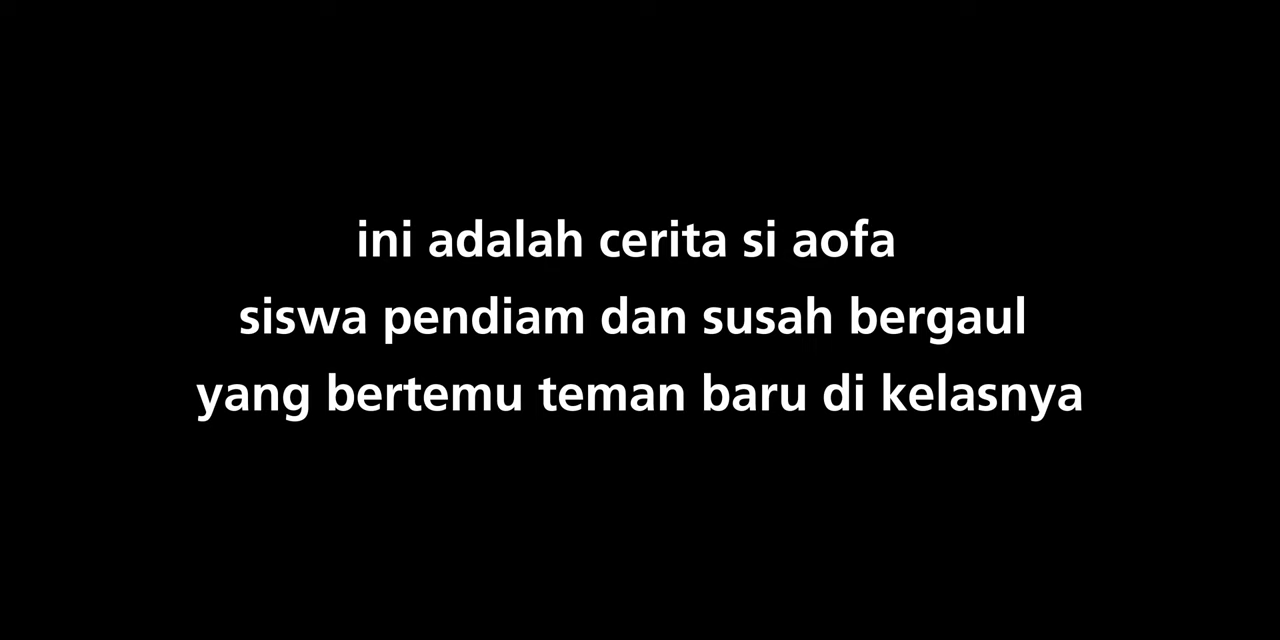 ini adalah cerita si aofa
siswa pendiam dan susah bergaul
yang bertemu teman baru di kelasnya